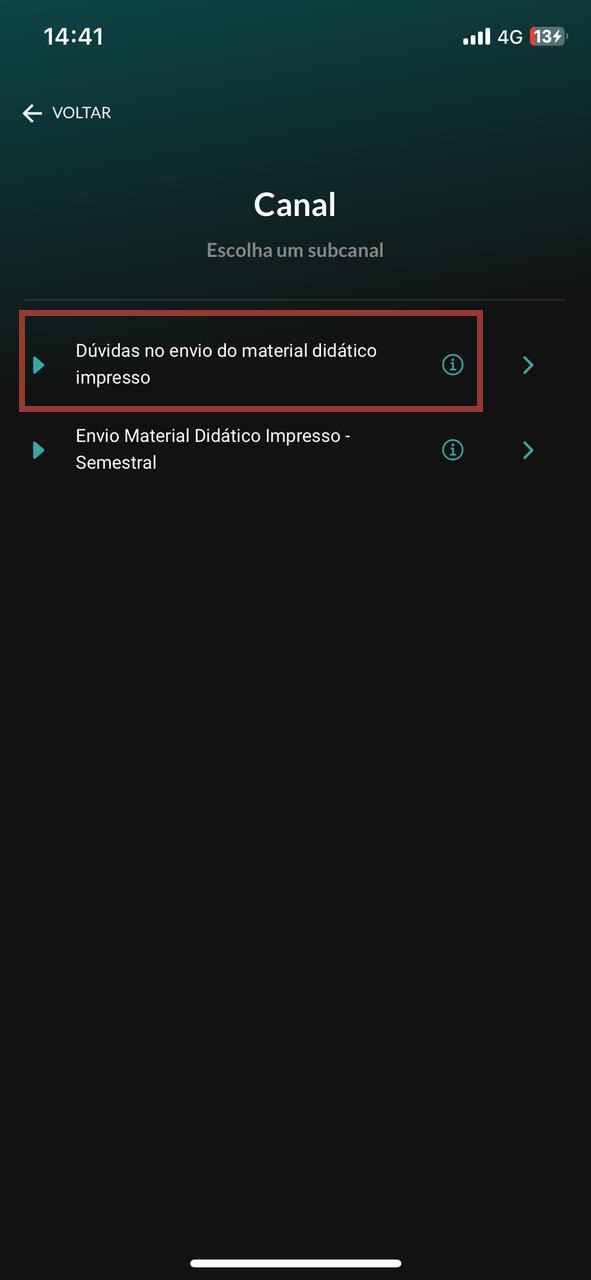 14:41
4G 13
VOLTAR
Canal
Escolha um subcanal
Dúvidas no envio do material didático
impresso
Envio Material Didático Impresso -
Semestral